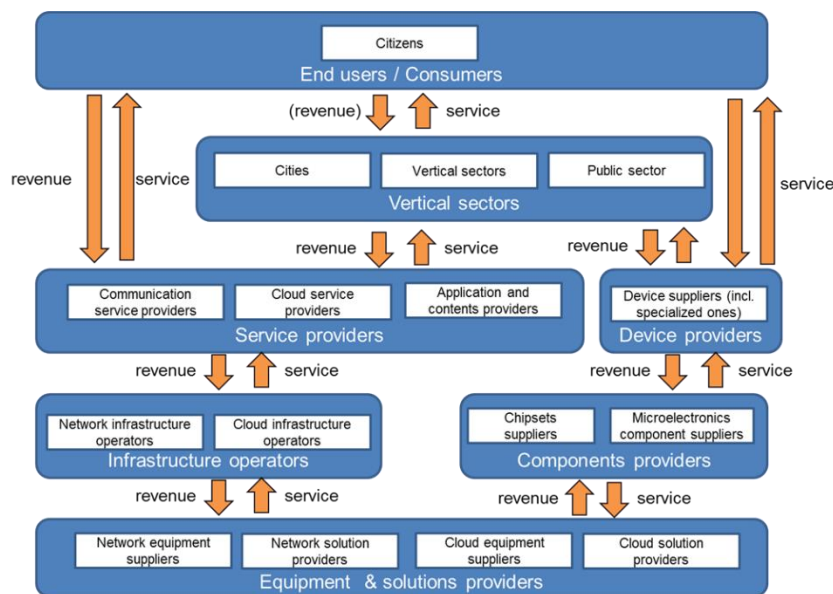 Citizens
End users / Consumers
(revenue)
service
revenue
service
service
Cities
Vertical sectors
Public sector
Vertical sectors
revenue
service
revenue
Communication
service providers
Cloud service
providers
Application and
contents providers
Service providers
Device suppliers (incl.
specialized ones)
Device providers
revenue
service
revenue
service
Network infrastructure
operators
Cloud infrastructure
operators
Infrastructure operators
Chipsets
suppliers
Microelectronics
component suppliers
Components providers
revenue
service
revenue
service
Network equipment
suppliers
Network solution
providers
Cloud equipment
suppliers
Cloud solution
providers
Equipment & solutions providers